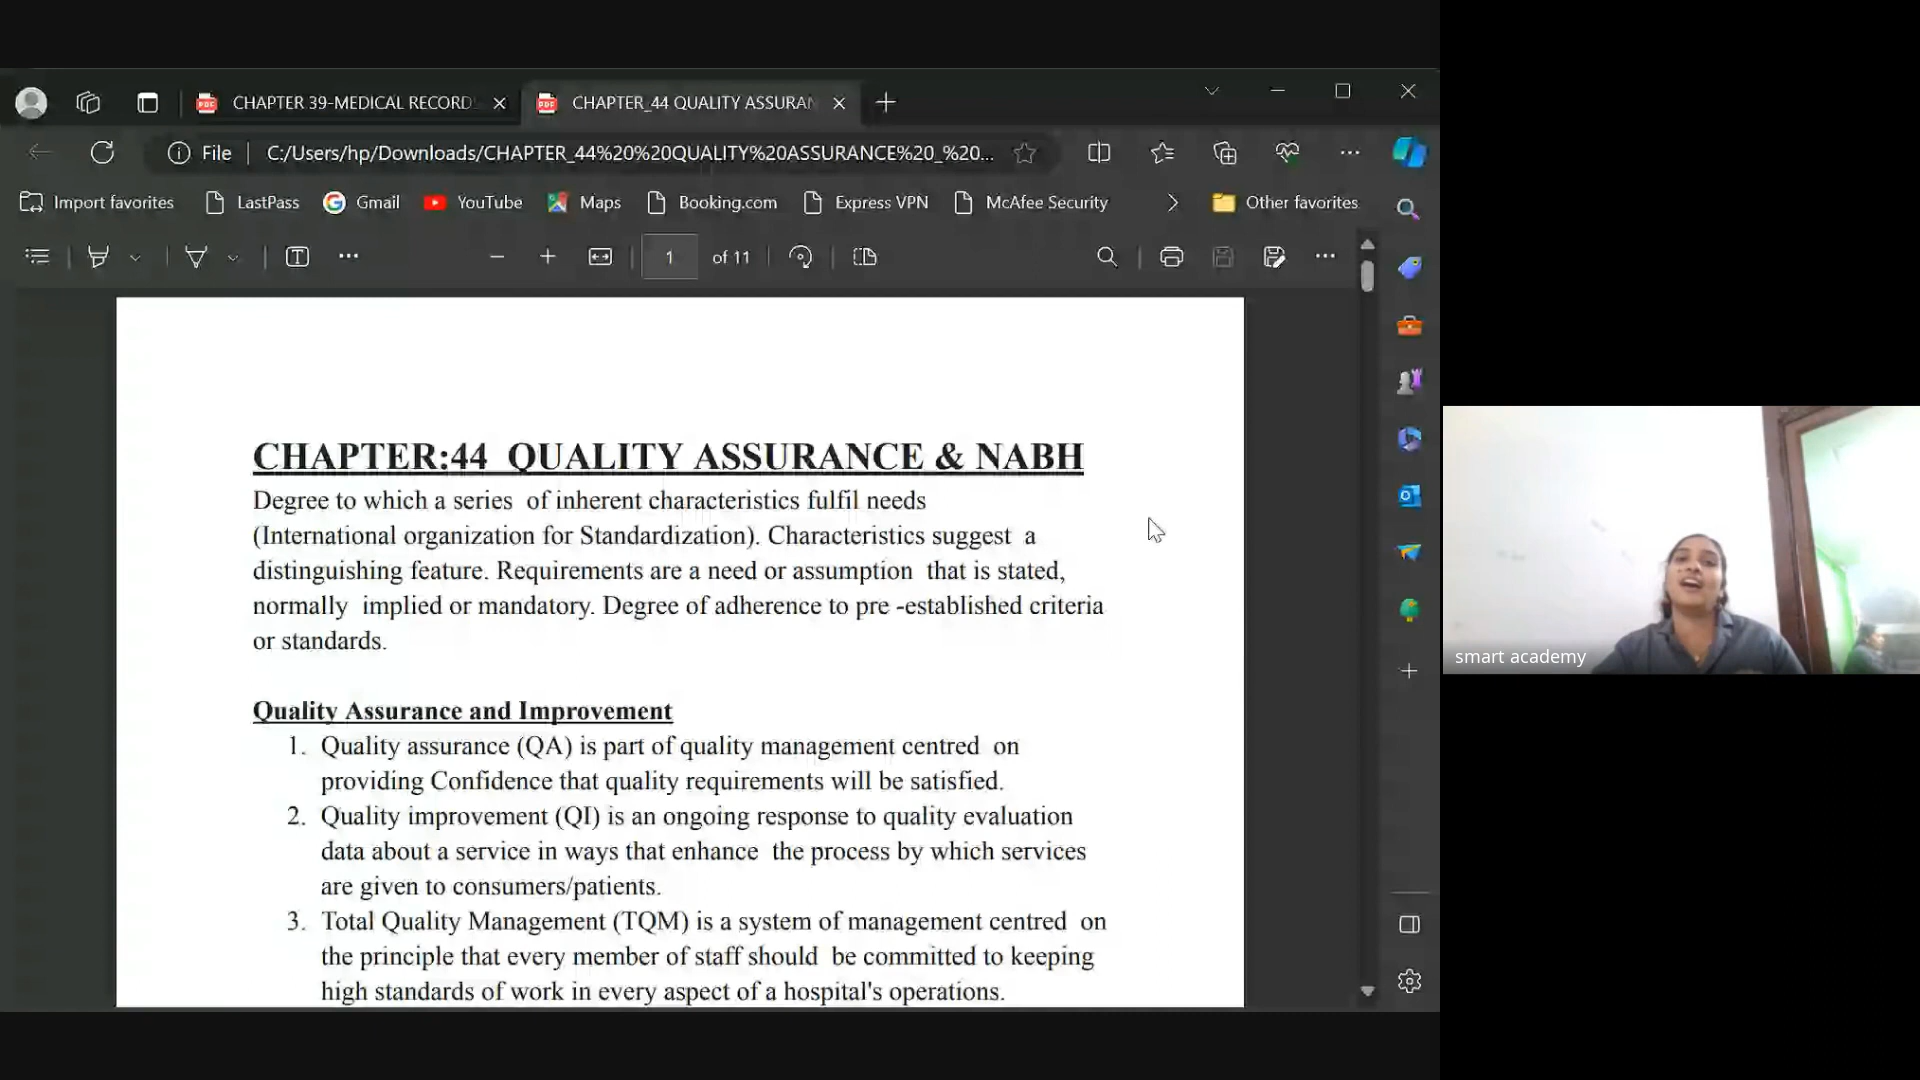 CHAPTER 39-MEDICAL RECORD
CHAPTER_44 QUALITY ASSURAN
File
C:/Users/hp/Downloads/CHAPTER_44%20%20QUALITY%20ASSURANCE%20_%20...
Import favorites
LastPass
Gmail
YouTube
Maps
Booking.com
Express VPN
McAfee Security
Other favorites
1 of 11
CHAPTER:44 QUALITY ASSURANCE & NABH
Degree to which a series of inherent characteristics fulfil needs
(International organization for Standardization). Characteristics suggest a
distinguishing feature. Requirements are a need or assumption that is stated,
normally implied or mandatory. Degree of adherence to pre -established criteria
or standards.
Quality Assurance and Improvement
1. Quality assurance (QA) is part of quality management centred on
providing Confidence that quality requirements will be satisfied.
2. Quality improvement (QI) is an ongoing response to quality evaluation
data about a service in ways that enhance the process by which services
are given to consumers/patients.
3. Total Quality Management (TQM) is a system of management centred on
the principle that every member of staff should be committed to keeping
high standards of work in every aspect of a hospital's operations.
smart academy